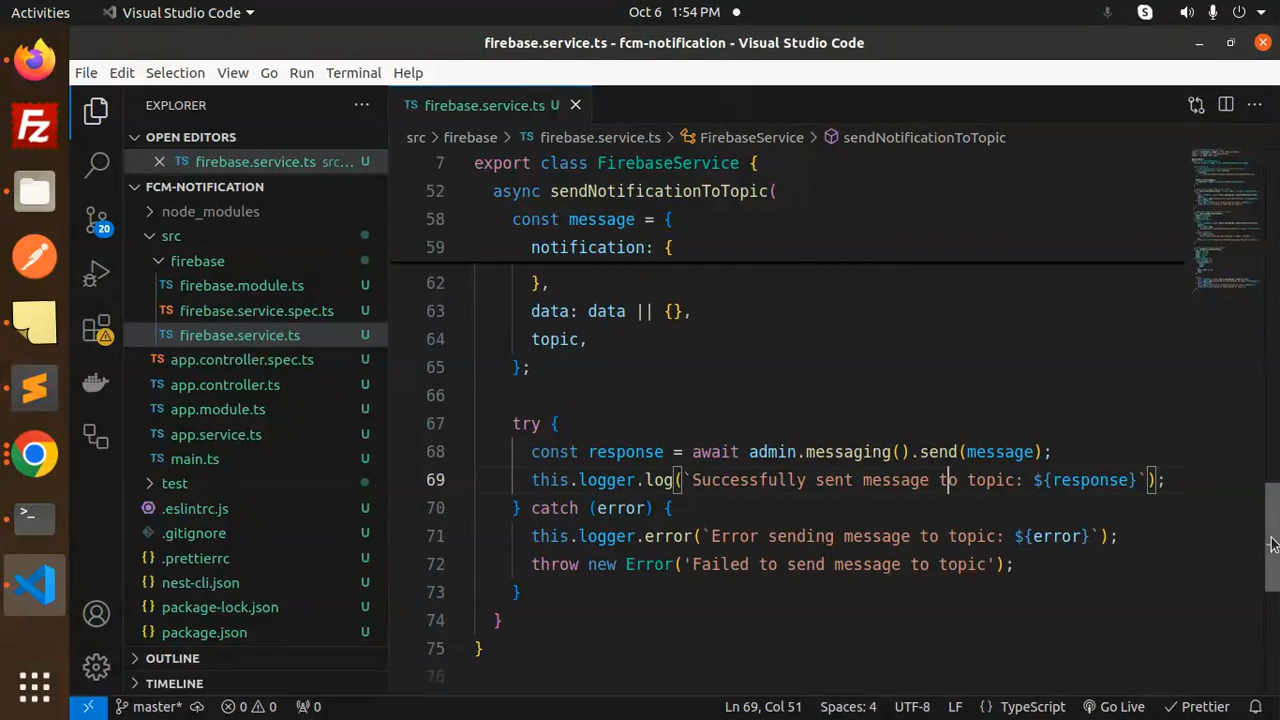 Activities
Visual Studio Code
Oct 6 1:54 PM
firebase.service.ts - fcm-notification - Visual Studio Code
File Edit Selection View Go Run Terminal Help
EXPLORER
OPEN EDITORS
TS firebase.service.ts src... U
FCM-NOTIFICATION
node_modules
src
firebase
TS firebase.module.ts U
TS firebase.service.spec.ts U
TS firebase.service.ts U
TS app.controller.spec.ts U
TS app.controller.ts U
TS app.module.ts U
TS app.service.ts U
TS main.ts U
test
.eslintrc.js U
.gitignore U
.prettierrc U
nest-cli.json U
package-lock.json U
package.json U
OUTLINE
TIMELINE
20
TS firebase.service.ts U
src > firebase > TS firebase.service.ts > FirebaseService > sendNotificationToTopic
7 export class FirebaseService {
52 async sendNotificationToTopic(
58 const message = {
59 notification: {
62 },
63 data: data || {},
64 topic,
65 };
66
67 try {
68 const response = await admin.messaging().send(message);
69 this.logger.log(`Successfully sent message to topic: ${response}`);
70 } catch (error) {
71 this.logger.error(`Error sending message to topic: ${error}`);
72 throw new Error('Failed to send message to topic');
73 }
74 }
75 }
76
master* 0 0 0 Ln 69, Col 51 Spaces: 4 UTF-8 LF {} TypeScript Go Live Prettier